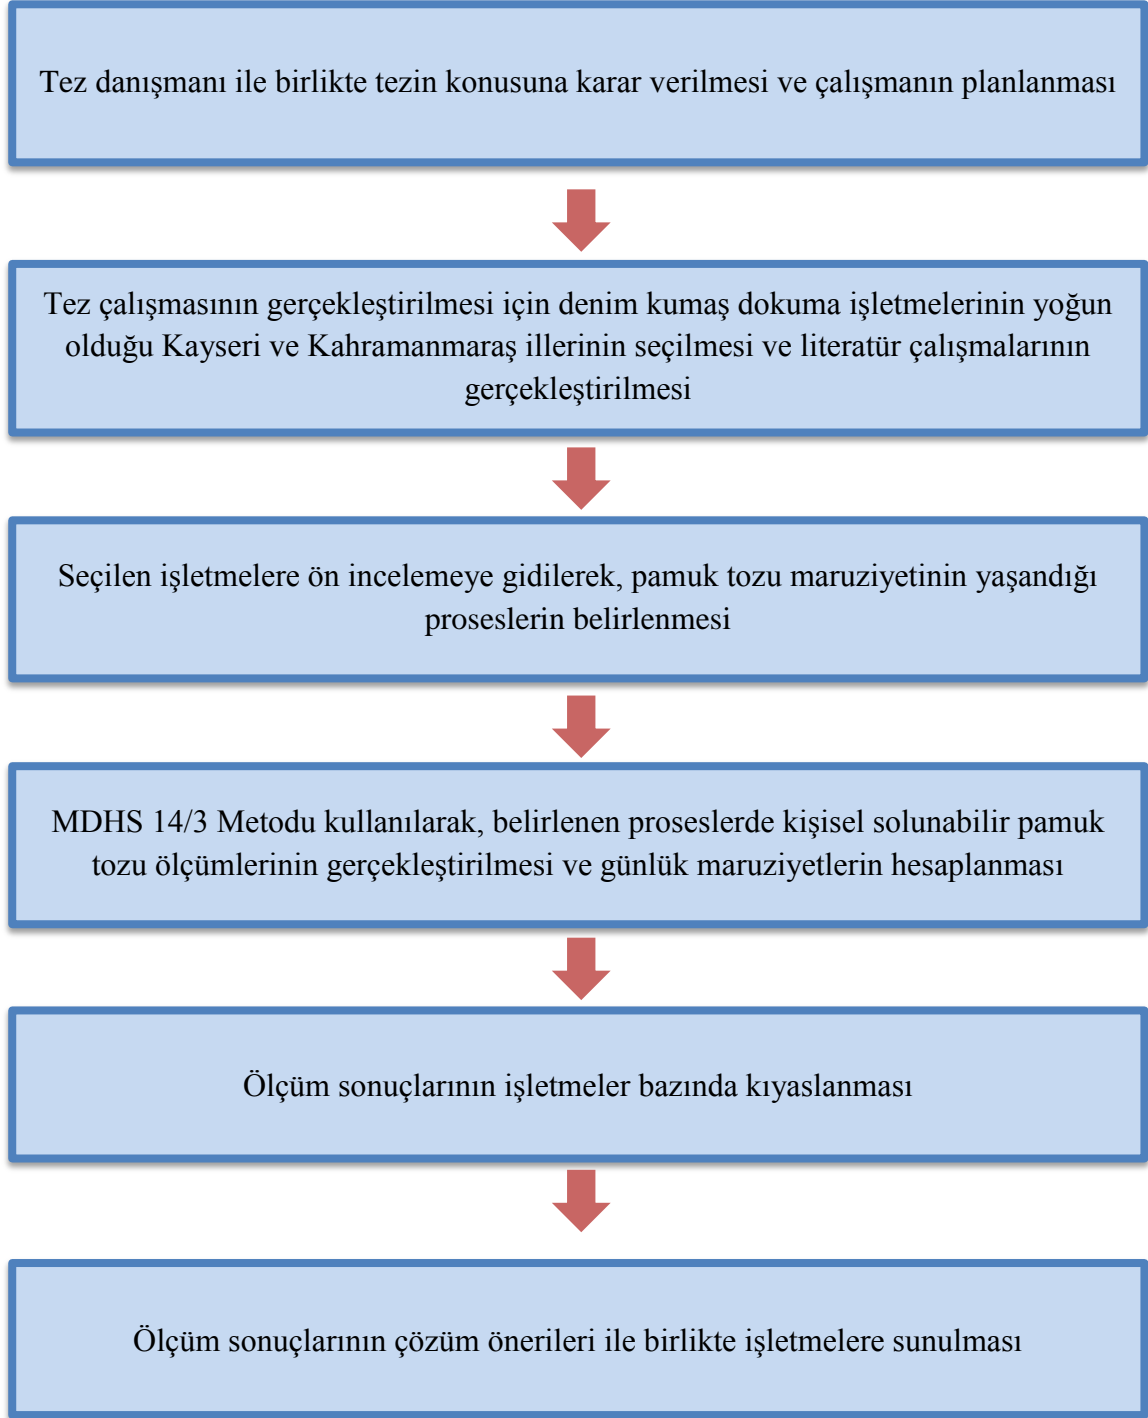 Tez danışmanı ile birlikte tezin konusuna karar verilmesi ve çalışmanın planlanması
Tez çalışmasının gerçekleştirilmesi için denim kumaş dokuma işletmelerinin yoğun
olduğu Kayseri ve Kahramanmaraş illerinin seçilmesi ve literatür çalışmalarının
gerçekleştirilmesi
Seçilen işletmelere ön incelemeye gidilerek, pamuk tozu maruziyetinin yaşandığı
proseslerin belirlenmesi
MDHS 14/3 Metodu kullanılarak, belirlenen proseslerde kişisel solunabilir pamuk
tozu ölçümlerinin gerçekleştirilmesi ve günlük maruziyetlerin hesaplanması
Ölçüm sonuçlarının işletmeler bazında kıyaslanması
Ölçüm sonuçlarının çözüm önerileri ile birlikte işletmelere sunulması